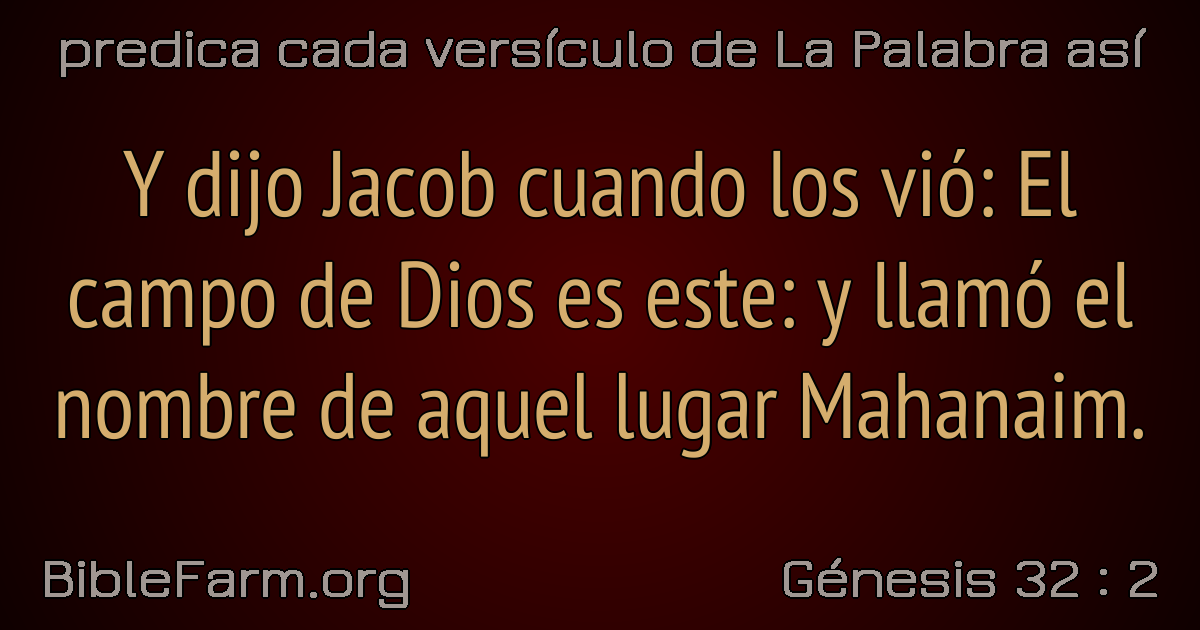 predica cada versículo de La Palabra así
Y dijo Jacob cuando los vió: El
campo de Dios es este: y llamó el
nombre de aquel lugar Mahanaim.
BibleFarm.org
Génesis 32 : 2